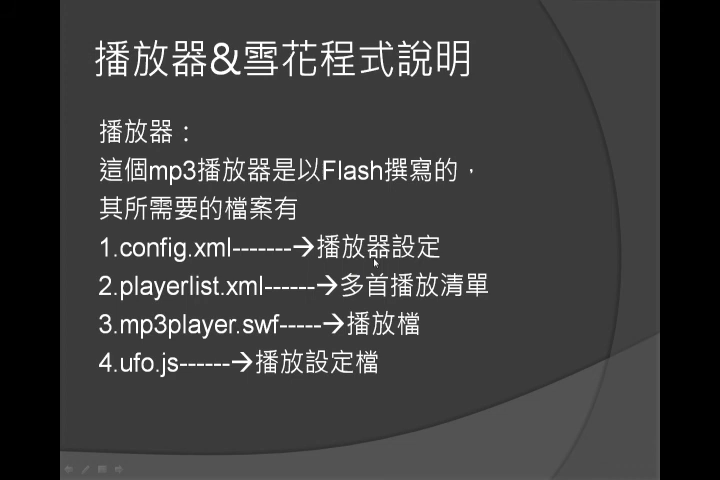 播放器&雪花程式說明
播放器：
這個mp3播放器是以Flash撰寫的，
其所需要的檔案有
1.config.xml-------→播放器設定
2.playerlist.xml------→多首播放清單
3.mp3player.swf-----→播放檔
4.ufo.js------→播放設定檔